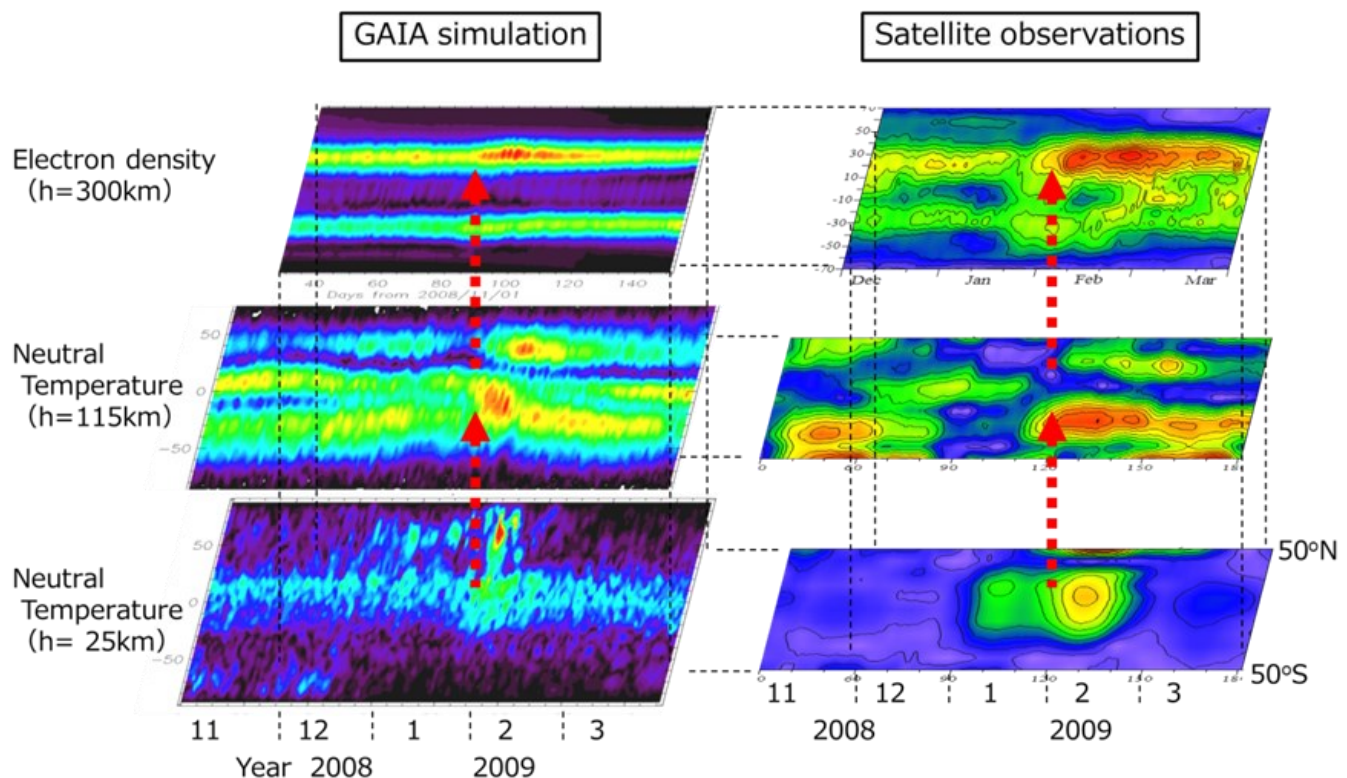 GAIA simulation
Satellite observations
Electron density
(h=300km)
40 60 80 100 120 140
Days from 2008/11/01
50
30
10
-10
-30
-50
-70
Dec Jan Feb Mar
Neutral
Temperature
(h=115km)
50
0
-50
0 60 90 120 150
Neutral
Temperature
(h= 25km)
50
0
-50
50°N
50°S
11 12 1 2 3
Year 2008 2009
11 12 1 2 3
2008 2009